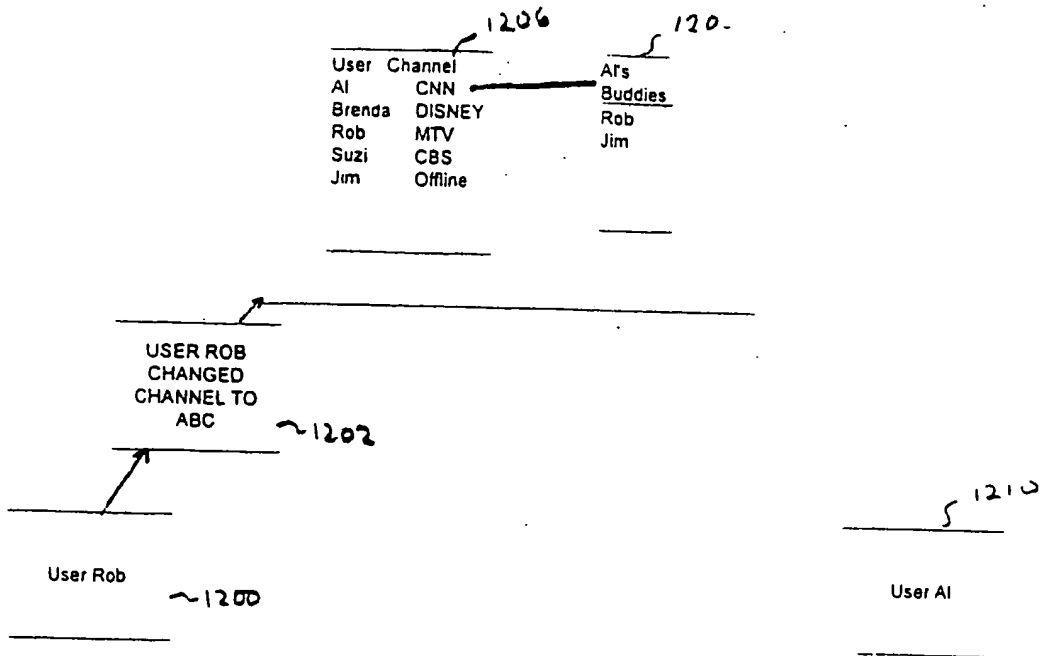 1206
120.
User Channel
Al CNN
Brenda DISNEY
Rob MTV
Suzi CBS
Jim Offline
Al's
Buddies
Rob
Jim
USER ROB
CHANGED
CHANNEL TO
ABC
1202
User Rob
1200
1210
User Al